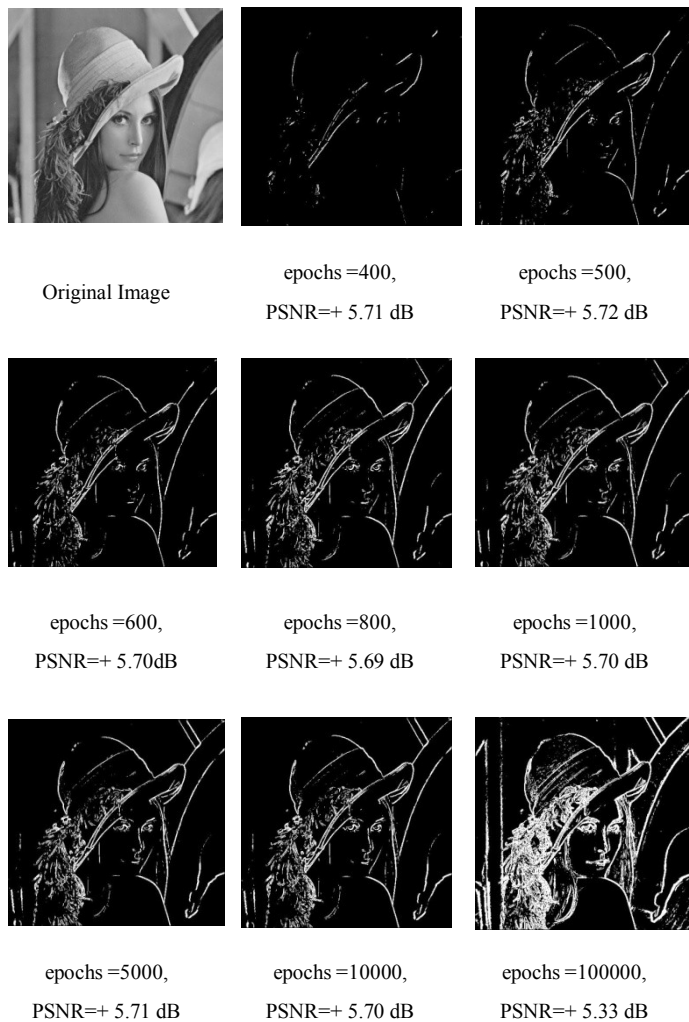 Original Image
epochs =400,
PSNR=+ 5.71 dB
epochs =500,
PSNR=+ 5.72 dB
epochs =600,
PSNR=+ 5.70dB
epochs =800,
PSNR=+ 5.69 dB
epochs =1000,
PSNR=+ 5.70 dB
epochs =5000,
PSNR=+ 5.71 dB
epochs =10000,
PSNR=+ 5.70 dB
epochs =100000,
PSNR=+ 5.33 dB